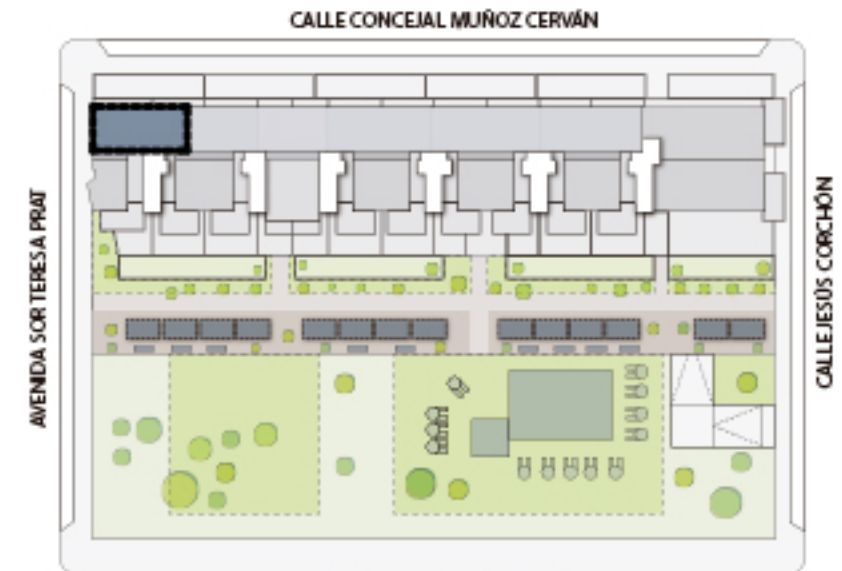 CALLE CONCEJAL MUÑOZ CERVÁN
AVENIDA SOR TERESA PRAT
CALLE JESÚS CORCHÓN